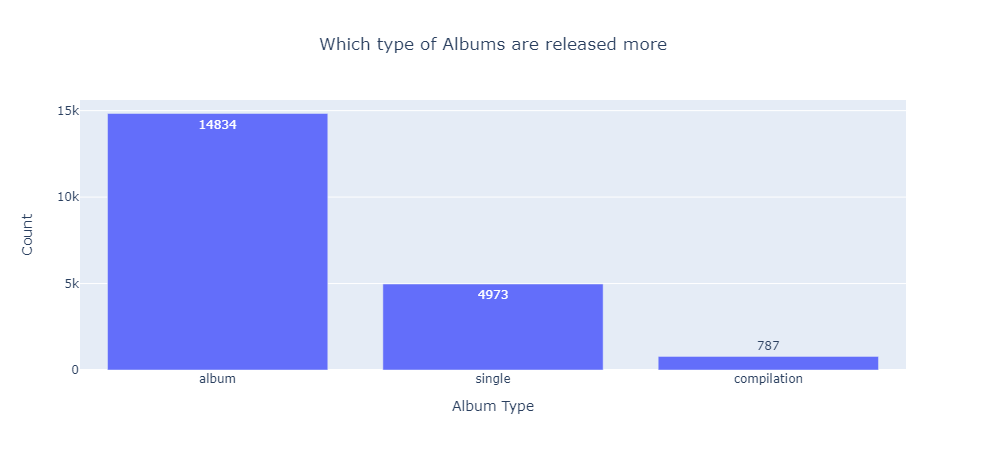 Which type of Albums are released more
15k
10k
5k
0
Count
14834
4973
787
album
single
compilation
Album Type